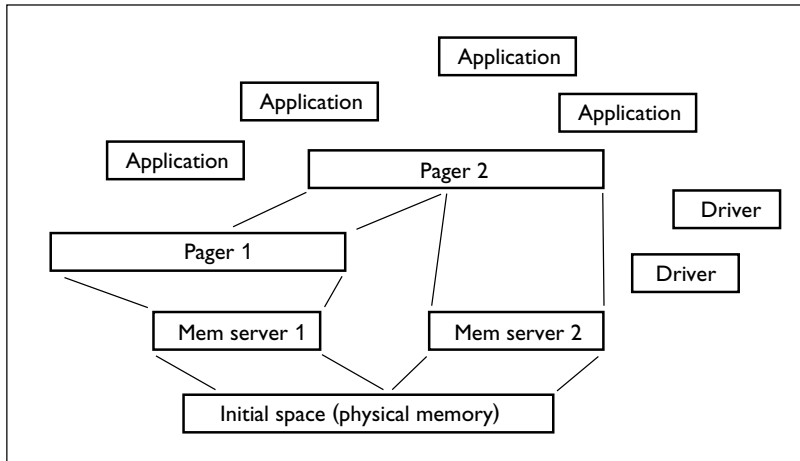 Application
Application
Application
Application
Pager 2
Driver
Pager 1
Driver
Mem server 1
Mem server 2
Initial space (physical memory)